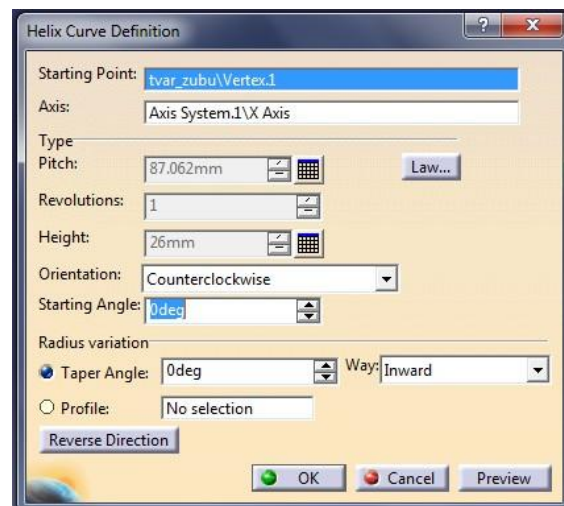 Helix Curve Definition
Starting Point: tvar_zubu\Vertex.1
Axis: Axis System.1\X Axis
Type
Pitch: 87.062mm Law...
Revolutions: 1
Height: 26mm
Orientation: Counterclockwise
Starting Angle: 0deg
Radius variation
Taper Angle: 0deg Way: Inward
Profile: No selection
Reverse Direction
OK Cancel Preview